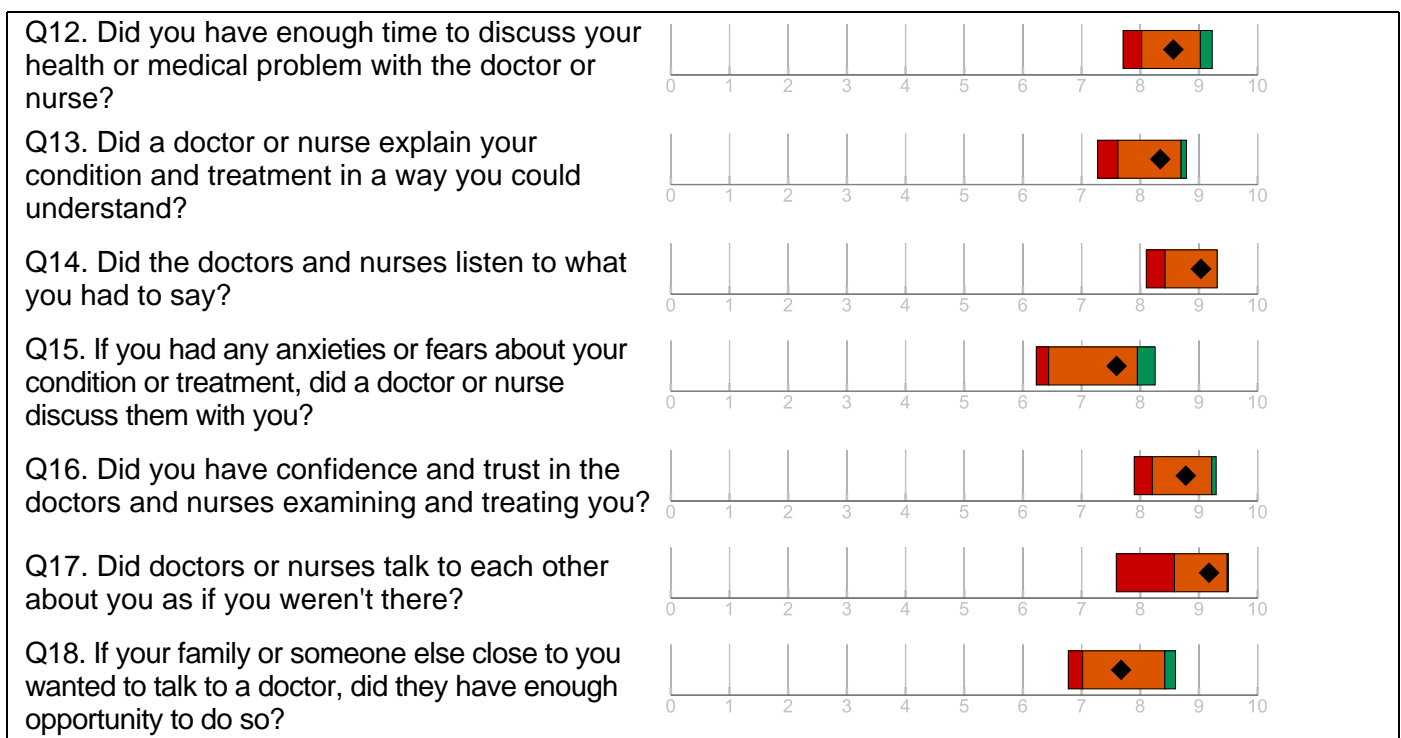 Q12. Did you have enough time to discuss your
health or medical problem with the doctor or
nurse?
0 1 2 3 4 5 6 7 8 9 10
Q13. Did a doctor or nurse explain your
condition and treatment in a way you could
understand?
0 1 2 3 4 5 6 7 8 9 10
Q14. Did the doctors and nurses listen to what
you had to say?
0 1 2 3 4 5 6 7 8 9 10
Q15. If you had any anxieties or fears about your
condition or treatment, did a doctor or nurse
discuss them with you?
0 1 2 3 4 5 6 7 8 9 10
Q16. Did you have confidence and trust in the
doctors and nurses examining and treating you?
0 1 2 3 4 5 6 7 8 9 10
Q17. Did doctors or nurses talk to each other
about you as if you weren't there?
0 1 2 3 4 5 6 7 8 9 10
Q18. If your family or someone else close to you
wanted to talk to a doctor, did they have enough
opportunity to do so?
0 1 2 3 4 5 6 7 8 9 10